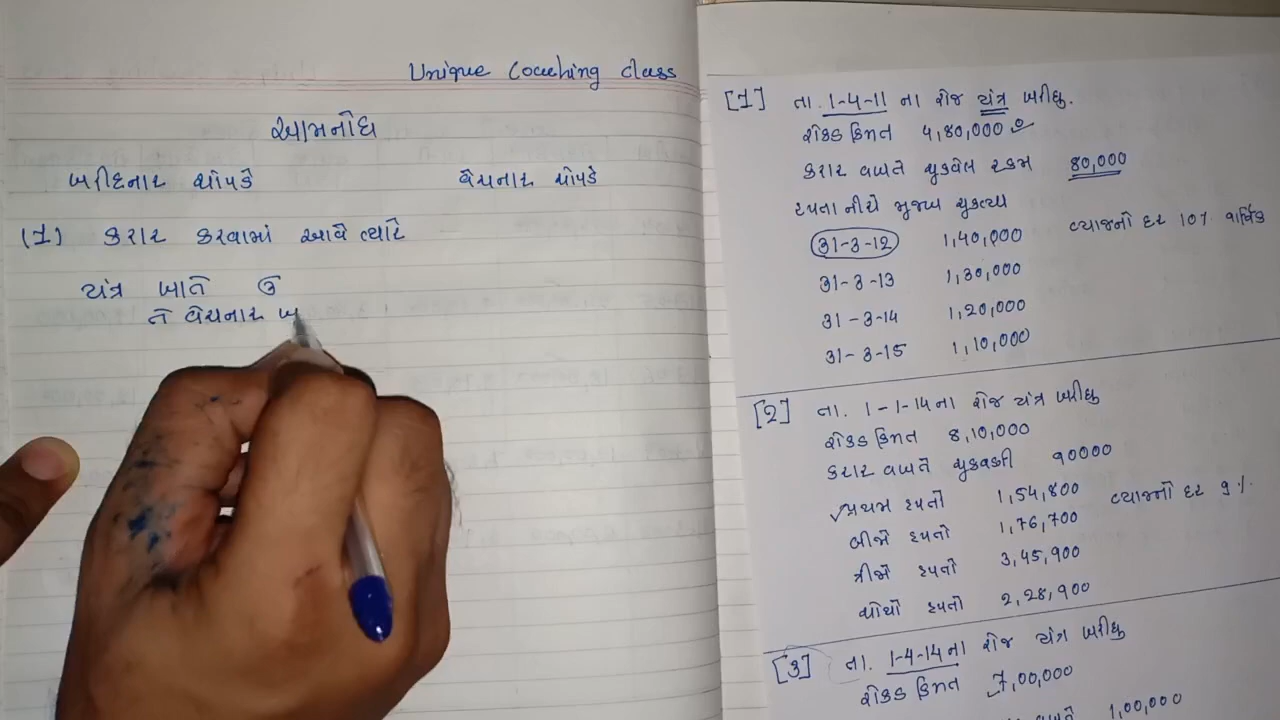 Unique Coaching Class
આમનોંધ
ખરીદનાર ચોપડે
વેચનાર ચોપડે
(1) કરાર કરવામાં આવે ત્યારે
યંત્ર ખાતે ઉ
તે વેચનાર ખ
[1] તા. 1-4-11 ના રોજ યંત્ર ખરીદ્યુ.
રોકડ કિંમત 4,80,000
કરાર વખતે ચુકવેલ રકમ 80,000
હપ્તા નીચે મુજબ ચુકવ્યા
31-3-12 1,40,000 વ્યાજનો દર 10% વાર્ષિક
31-3-13 1,30,000
31-3-14 1,20,000
31-3-15 1,10,000
[2] તા. 1-1-14 ના રોજ યંત્ર ખરીદ્યુ
રોકડ કિંમત 8,10,000
કરાર વખતે ચુકવણી 90000
પ્રથમ હપ્તો 1,54,800 વ્યાજનો દર 9%.
બીજો હપ્તો 1,76,700
ત્રીજો હપ્તો 3,45,900
ચોથો હપ્તો 2,28,900
[3] તા. 1-4-14 ના રોજ યંત્ર ખરીદ્યુ
રોકડ કિંમત 7,00,000
1,00,000